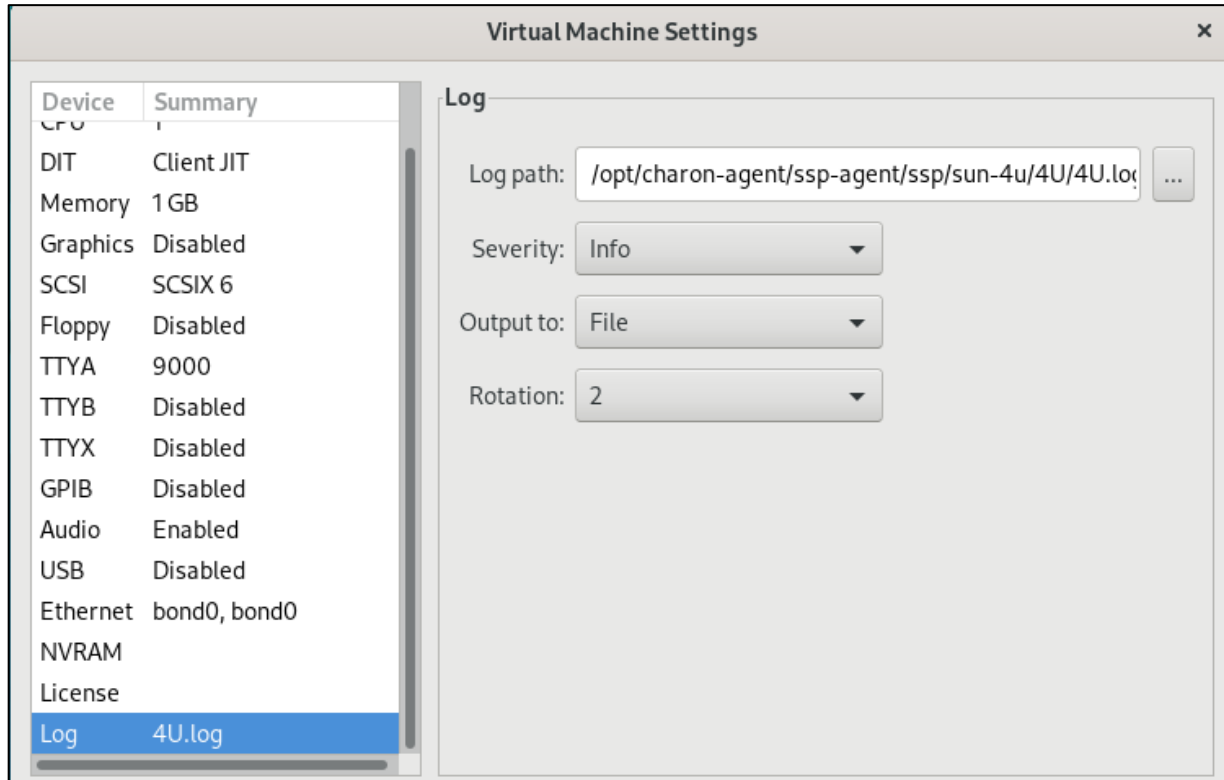 Virtual Machine Settings
×
Device Summary
CPU 1
DIT Client JIT
Memory 1 GB
Graphics Disabled
SCSI SCSIX 6
Floppy Disabled
TTYA 9000
TTYB Disabled
TTYX Disabled
GPIB Disabled
Audio Enabled
USB Disabled
Ethernet bond0, bond0
NVRAM
License
Log 4U.log
Log
Log path: /opt/charon-agent/ssp-agent/ssp/sun-4u/4U/4U.log ...
Severity: Info
Output to: File
Rotation: 2